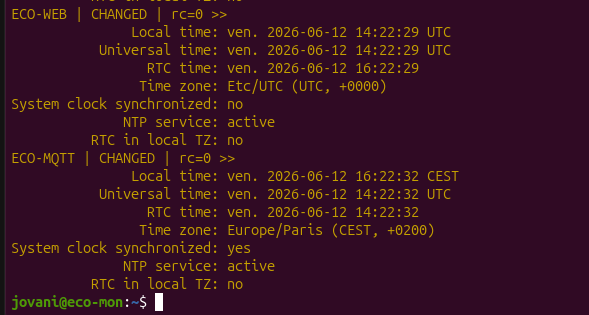 RTC in local TZ: no
ECO-WEB | CHANGED | rc=0 >>
Local time: ven. 2026-06-12 14:22:29 UTC
Universal time: ven. 2026-06-12 14:22:29 UTC
RTC time: ven. 2026-06-12 16:22:29
Time zone: Etc/UTC (UTC, +0000)
System clock synchronized: no
NTP service: active
RTC in local TZ: no
ECO-MQTT | CHANGED | rc=0 >>
Local time: ven. 2026-06-12 16:22:32 CEST
Universal time: ven. 2026-06-12 14:22:32 UTC
RTC time: ven. 2026-06-12 14:22:32
Time zone: Europe/Paris (CEST, +0200)
System clock synchronized: yes
NTP service: active
RTC in local TZ: no
jovani@eco-mon:~$